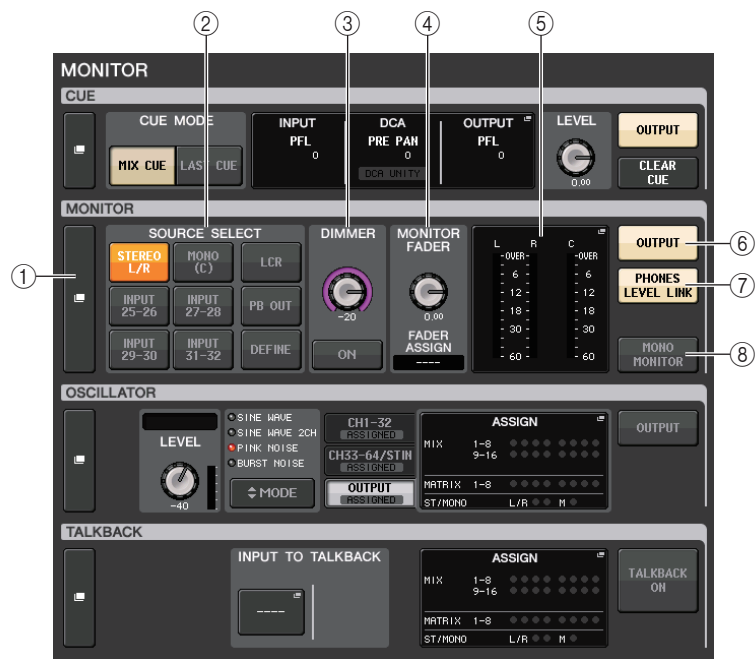 ② ③ ④ ⑤
MONITOR
CUE
CUE MODE
MIX CUE
LAST CUE
INPUT
PFL
0
DCA
PRE PAN
0
DCA UNITY
OUTPUT
PFL
0
LEVEL
0.00
OUTPUT
CLEAR
CUE
MONITOR
①
SOURCE SELECT
STEREO
L/R
MONO
(C)
LCR
INPUT
25-26
INPUT
27-28
PB OUT
INPUT
29-30
INPUT
31-32
DEFINE
DIMMER
-20
ON
MONITOR
FADER
0.00
FADER
ASSIGN
----
L R C
-OVER- -OVER
- 6 - - 6
- 12 - - 12
- 18 - - 18
- 30 - - 30
- 60 - - 60
OUTPUT
⑥
PHONES
LEVEL LINK
⑦
MONO
MONITOR
⑧
OSCILLATOR
LEVEL
-40
SINE WAVE
SINE WAVE 2CH
PINK NOISE
BURST NOISE
MODE
CH1-32
ASSIGNED
CH33-64/STIN
ASSIGNED
OUTPUT
ASSIGNED
ASSIGN
MIX 1-8
9-16
MATRIX 1-8
ST/MONO L/R M
OUTPUT
TALKBACK
INPUT TO TALKBACK
----
ASSIGN
MIX 1-8
9-16
MATRIX 1-8
ST/MONO L/R M
TALKBACK
ON